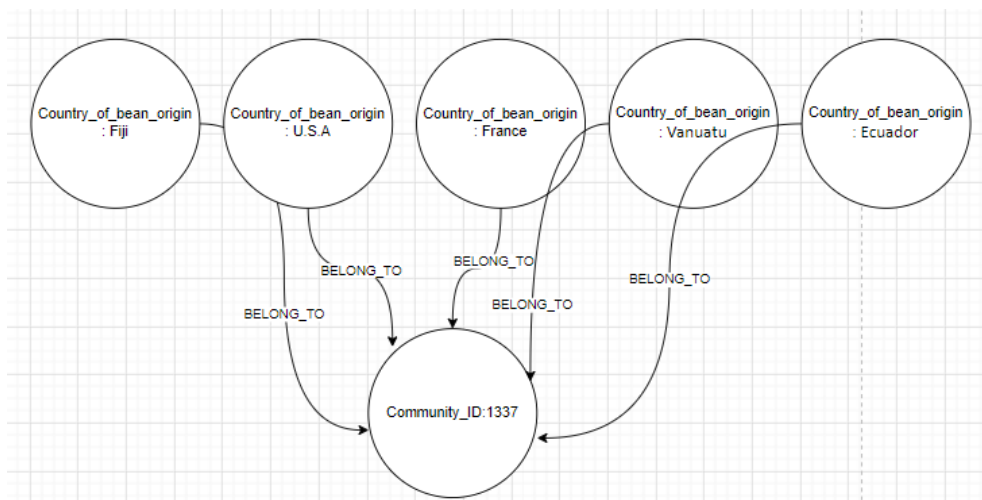 Country_of_bean_origin
: Fiji
Country_of_bean_origin
: U.S.A
Country_of_bean_origin
: France
Country_of_bean_origin
: Vanuatu
Country_of_bean_origin
: Ecuador
BELONG_TO
BELONG_TO
BELONG_TO
BELONG_TO
BELONG_TO
Community_ID:1337